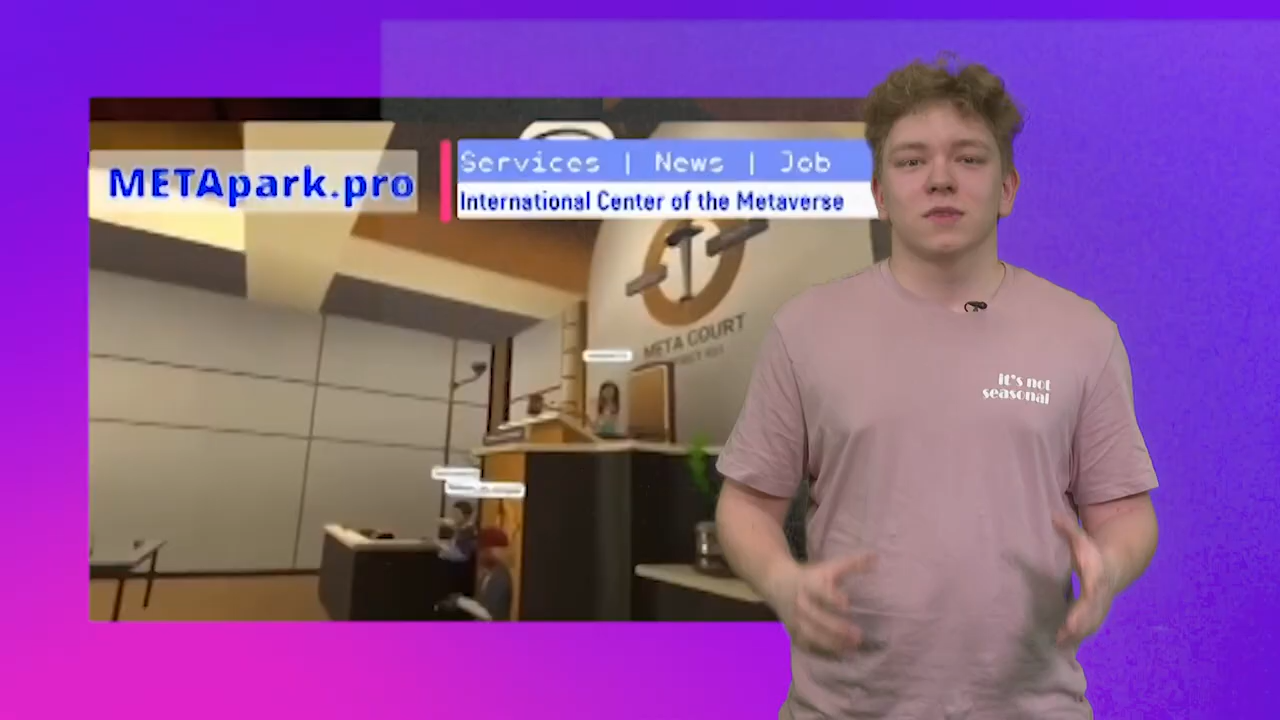 METApark.pro
Services | News | Job
International Center of the Metaverse
META COURT
it's not
seasonal